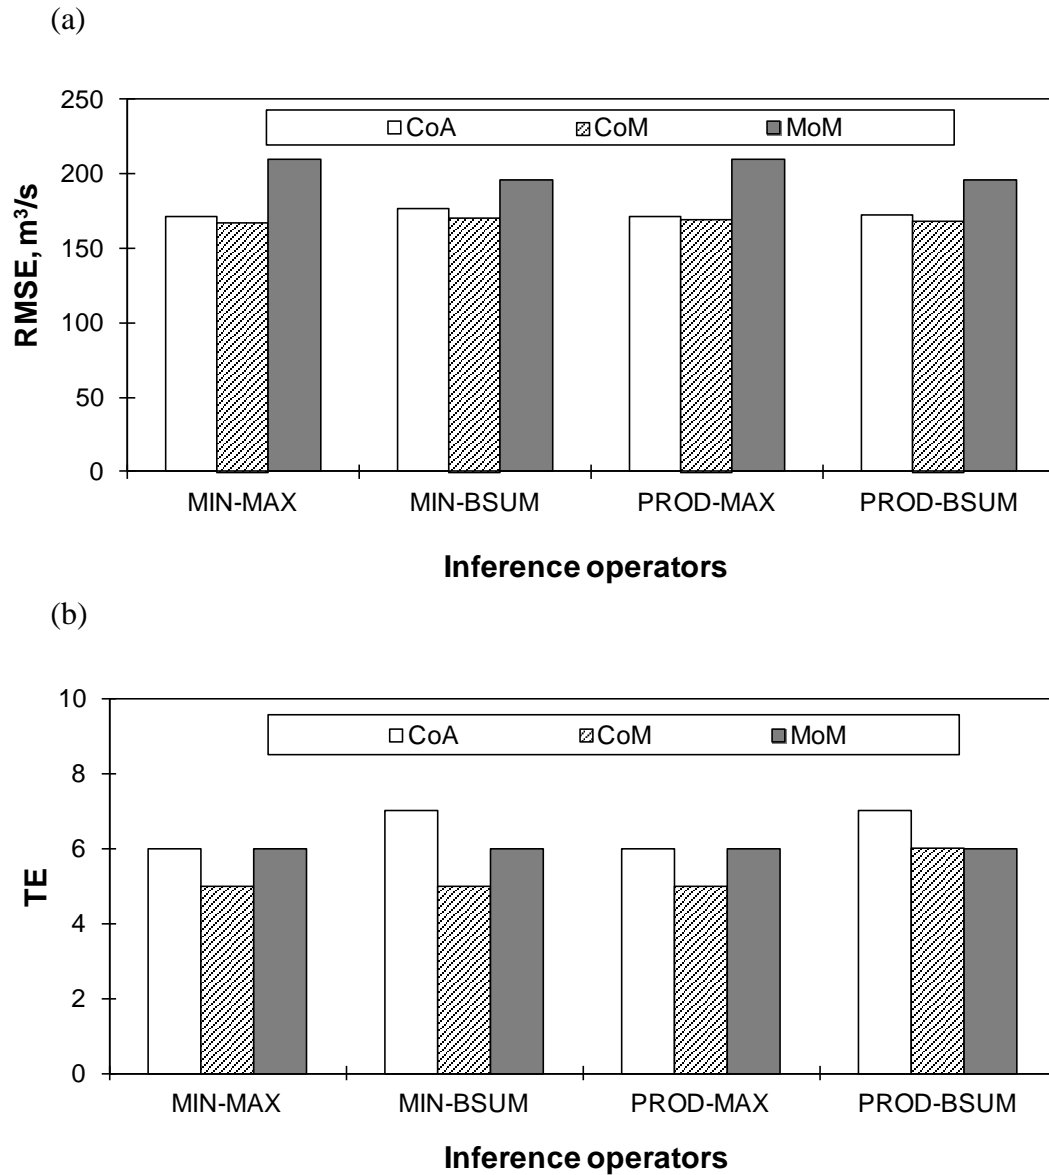 (a)
250
200
150
100
50
0
RMSE, m³/s
CoA CoM MoM
MIN-MAX MIN-BSUM PROD-MAX PROD-BSUM
Inference operators
(b)
10
8
6
4
2
0
TE
CoA CoM MoM
MIN-MAX MIN-BSUM PROD-MAX PROD-BSUM
Inference operators